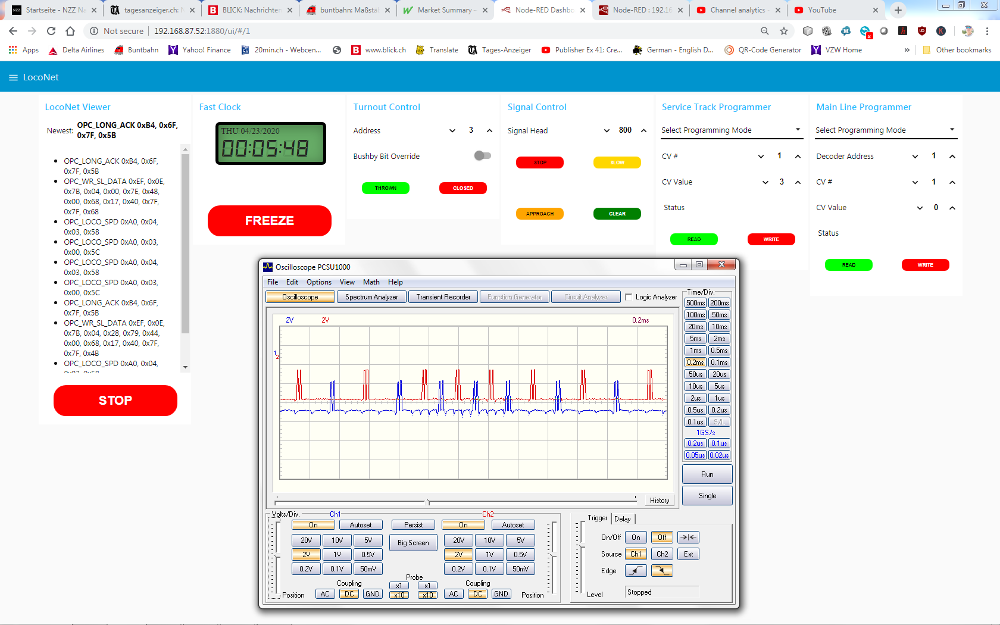 Startseite - NZZ Na
tagesanzeiger.ch: N
BLICK: Nachrichten
buntbahn: Maßstäb
Market Summary –
Node-RED Dashbo
Node-RED : 192.16
Channel analytics -
YouTube
Not secure | 192.168.87.52:1880/ui/#/1
Apps
Delta Airlines
Buntbahn
Yahoo! Finance
20min.ch - Webcen...
www.blick.ch
Translate
Tages-Anzeiger
Publisher Ex 41: Cre...
German - English D...
QR-Code Generator
VZW Home
»
Other bookmarks
LocoNet
LocoNet Viewer
Newest: OPC_LONG_ACK 0xB4, 0x6F,
0x7F, 0x5B
OPC_LONG_ACK 0xB4, 0x6F,
0x7F, 0x5B
OPC_WR_SL_DATA 0xEF, 0x0E,
0x7B, 0x04, 0x00, 0x7E, 0x48,
0x00, 0x68, 0x17, 0x40, 0x7F,
0x7F, 0x68
OPC_LOCO_SPD 0xA0, 0x04,
0x03, 0x58
OPC_LOCO_SPD 0xA0, 0x03,
0x00, 0x5C
OPC_LOCO_SPD 0xA0, 0x04,
0x03, 0x58
OPC_LOCO_SPD 0xA0, 0x03,
0x00, 0x5C
OPC_LONG_ACK 0xB4, 0x6F,
0x7F, 0x5B
OPC_WR_SL_DATA 0xEF, 0x0E,
0x7B, 0x04, 0x28, 0x79, 0x44,
0x00, 0x68, 0x17, 0x40, 0x7F,
0x7F, 0x4B
OPC_LOCO_SPD 0xA0, 0x04,
STOP
Fast Clock
THU 04/23/2020
00:05:48
FREEZE
Turnout Control
Address 3
Bushby Bit Override
THROWN CLOSED
Signal Control
Signal Head 800
STOP SLOW
APPROACH CLEAR
Service Track Programmer
Select Programming Mode
CV # 1
CV Value 3
Status
READ WRITE
Main Line Programmer
Select Programming Mode
Decoder Address 1
CV # 1
CV Value 0
Status
READ WRITE
Oscilloscope PCSU1000
File Edit Options View Math Help
Oscilloscope Spectrum Analyzer Transient Recorder Function Generator Circuit Analyzer Logic Analyzer
2V 2V 0.2ms
1
2
History
Time/Div.
500ms 200ms
100ms 50ms
20ms 10ms
5ms 2ms
1ms 0.5ms
0.2ms 0.1ms
50us 20us
10us 5us
2us 1us
0.5us 0.2us
0.1us S/L
1GS/s
0.2us 0.1us
0.05us 0.02us
Run
Single
Volts/Div. Ch1 Ch2
On Autoset Persist On Autoset
20V 10V 5V Big Screen 20V 10V 5V
2V 1V 0.5V 2V 1V 0.5V
0.2V 0.1V 50mV 0.2V 0.1V 50mV
Coupling Probe Coupling
x1 x1
Position AC DC GND x10 x10 AC DC GND Position
Trigger Delay
On/Off On Off
Source Ch1 Ch2 Ext
Edge
Level Stopped